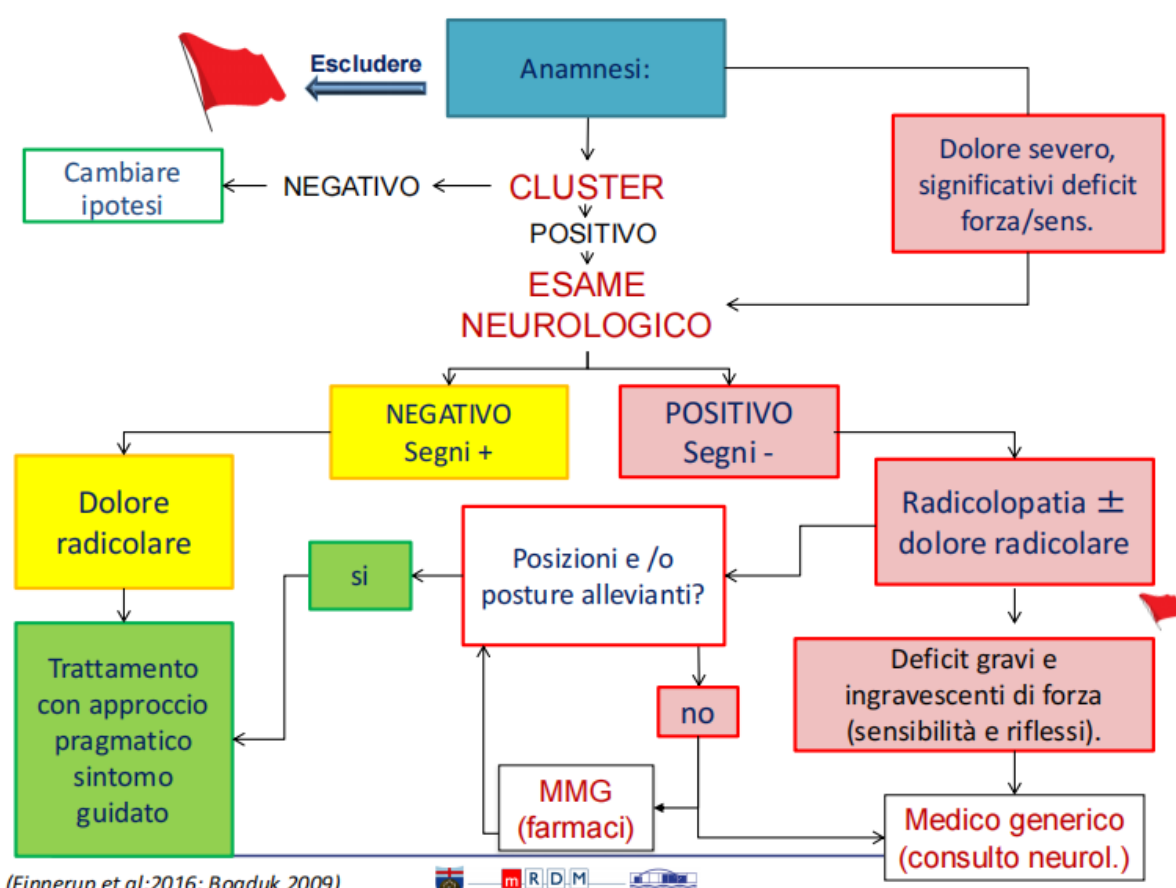 Escludere
Anamnesi:
Dolore severo,
significativi deficit
forza/sens.
Cambiare
ipotesi
NEGATIVO
CLUSTER
POSITIVO
ESAME
NEUROLOGICO
NEGATIVO
Segni +
POSITIVO
Segni -
Dolore
radicolare
si
Posizioni e /o
posture allevianti?
Radicolopatia ±
dolore radicolare
Trattamento
con approccio
pragmatico
sintomo
guidato
no
Deficit gravi e
ingravescenti di forza
(sensibilità e riflessi).
MMG
(farmaci)
Medico generico
(consulto neurol.)
(Finnerup et al;2016; Bogduk 2009)
m R D M